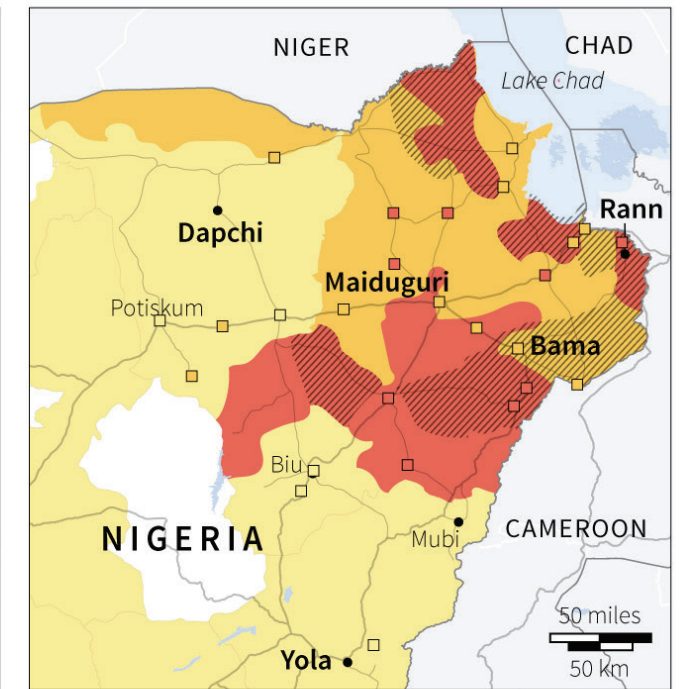 NIGER
CHAD
Lake Chad
Rann
Dapchi
Maiduguri
Potiskum
Bama
Biu
NIGERIA
CAMEROON
Mubi
50 miles
Yola
50 km